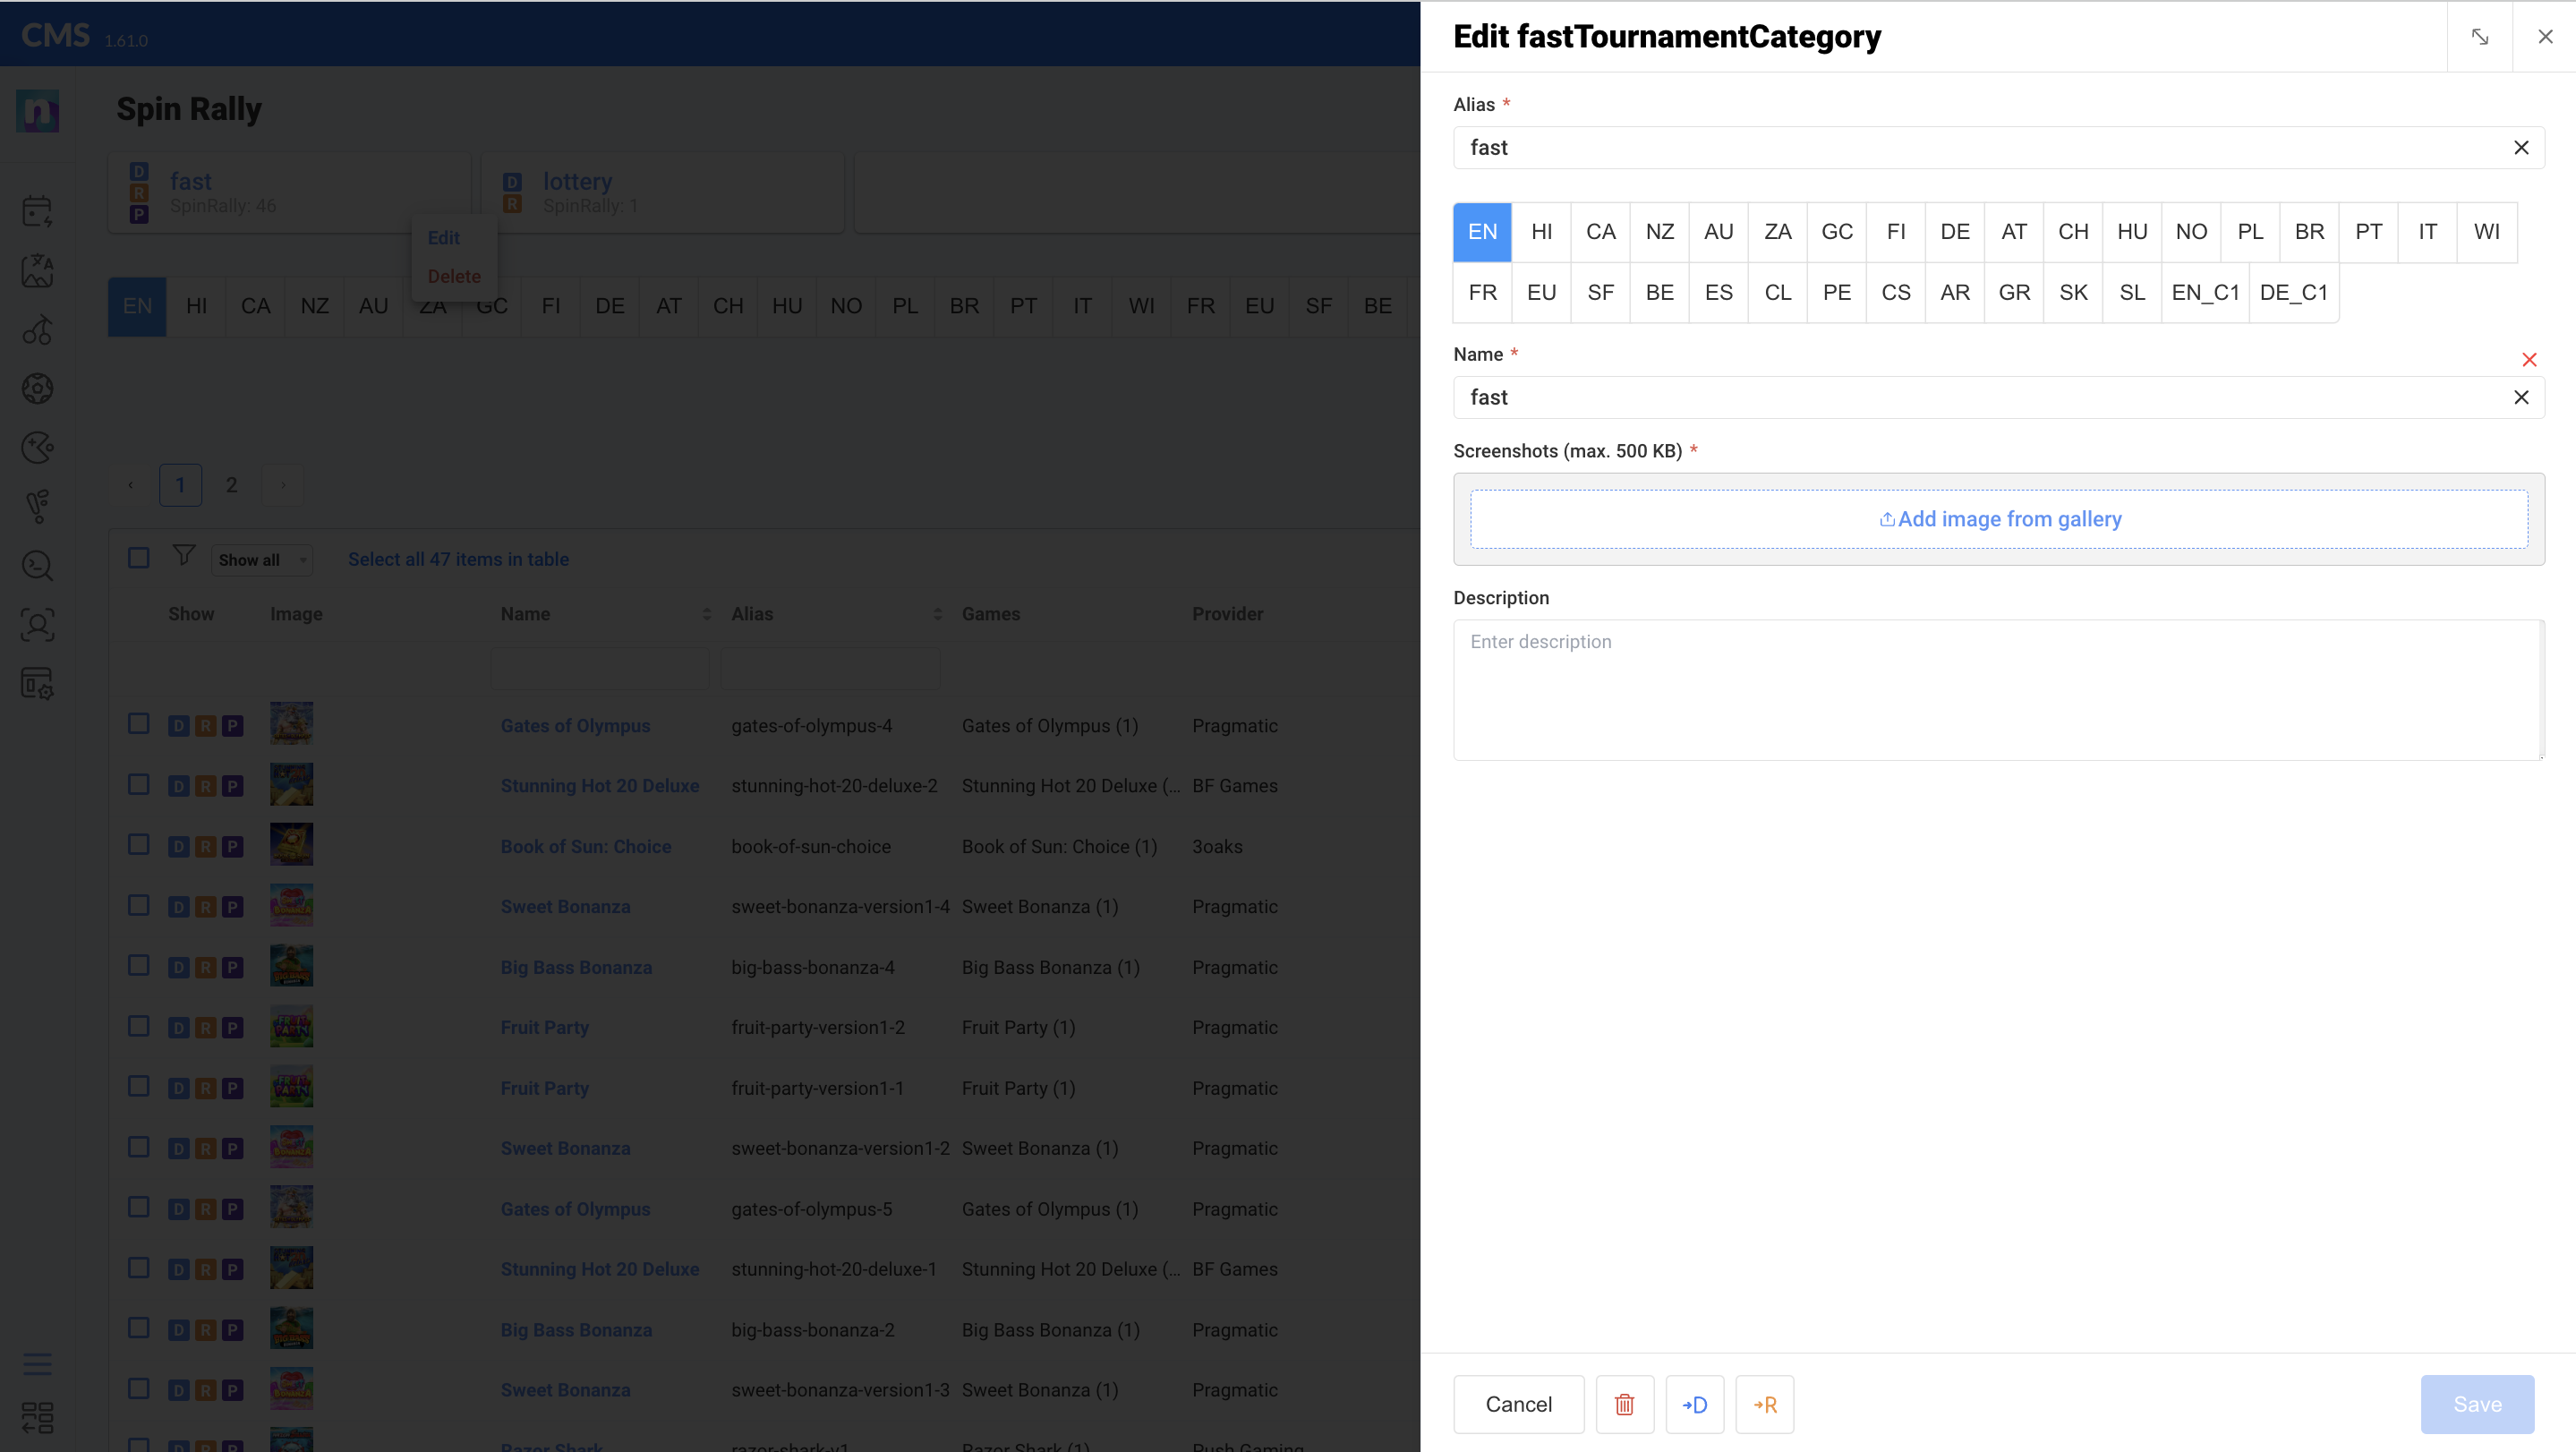 CMS 1.61.0
Spin Rally
D
R
P
fast
SpinRally: 46
D
R
lottery
SpinRally: 1
Edit
Delete
EN HI CA NZ AU ZA GC FI DE AT CH HU NO PL BR PT IT WI FR EU SF BE
‹ 1 2 ›
Show all
Select all 47 items in table
Show Image Name Alias Games Provider
D R P Gates of Olympus gates-of-olympus-4 Gates of Olympus (1) Pragmatic
D R P Stunning Hot 20 Deluxe stunning-hot-20-deluxe-2 Stunning Hot 20 Deluxe (... BF Games
D R P Book of Sun: Choice book-of-sun-choice Book of Sun: Choice (1) 3oaks
D R P Sweet Bonanza sweet-bonanza-version1-4 Sweet Bonanza (1) Pragmatic
D R P Big Bass Bonanza big-bass-bonanza-4 Big Bass Bonanza (1) Pragmatic
D R P Fruit Party fruit-party-version1-2 Fruit Party (1) Pragmatic
D R P Fruit Party fruit-party-version1-1 Fruit Party (1) Pragmatic
D R P Sweet Bonanza sweet-bonanza-version1-2 Sweet Bonanza (1) Pragmatic
D R P Gates of Olympus gates-of-olympus-5 Gates of Olympus (1) Pragmatic
D R P Stunning Hot 20 Deluxe stunning-hot-20-deluxe-1 Stunning Hot 20 Deluxe (... BF Games
D R P Big Bass Bonanza big-bass-bonanza-2 Big Bass Bonanza (1) Pragmatic
D R P Sweet Bonanza sweet-bonanza-version1-3 Sweet Bonanza (1) Pragmatic
D R P Razor Shark razor-shark-v1 Razor Shark (1) Push Gaming
Edit fastTournamentCategory
Alias *
fast
EN HI CA NZ AU ZA GC FI DE AT CH HU NO PL BR PT IT WI
FR EU SF BE ES CL PE CS AR GR SK SL EN_C1 DE_C1
Name *
fast
Screenshots (max. 500 KB) *
Add image from gallery
Description
Enter description
Cancel
→D
→R
Save